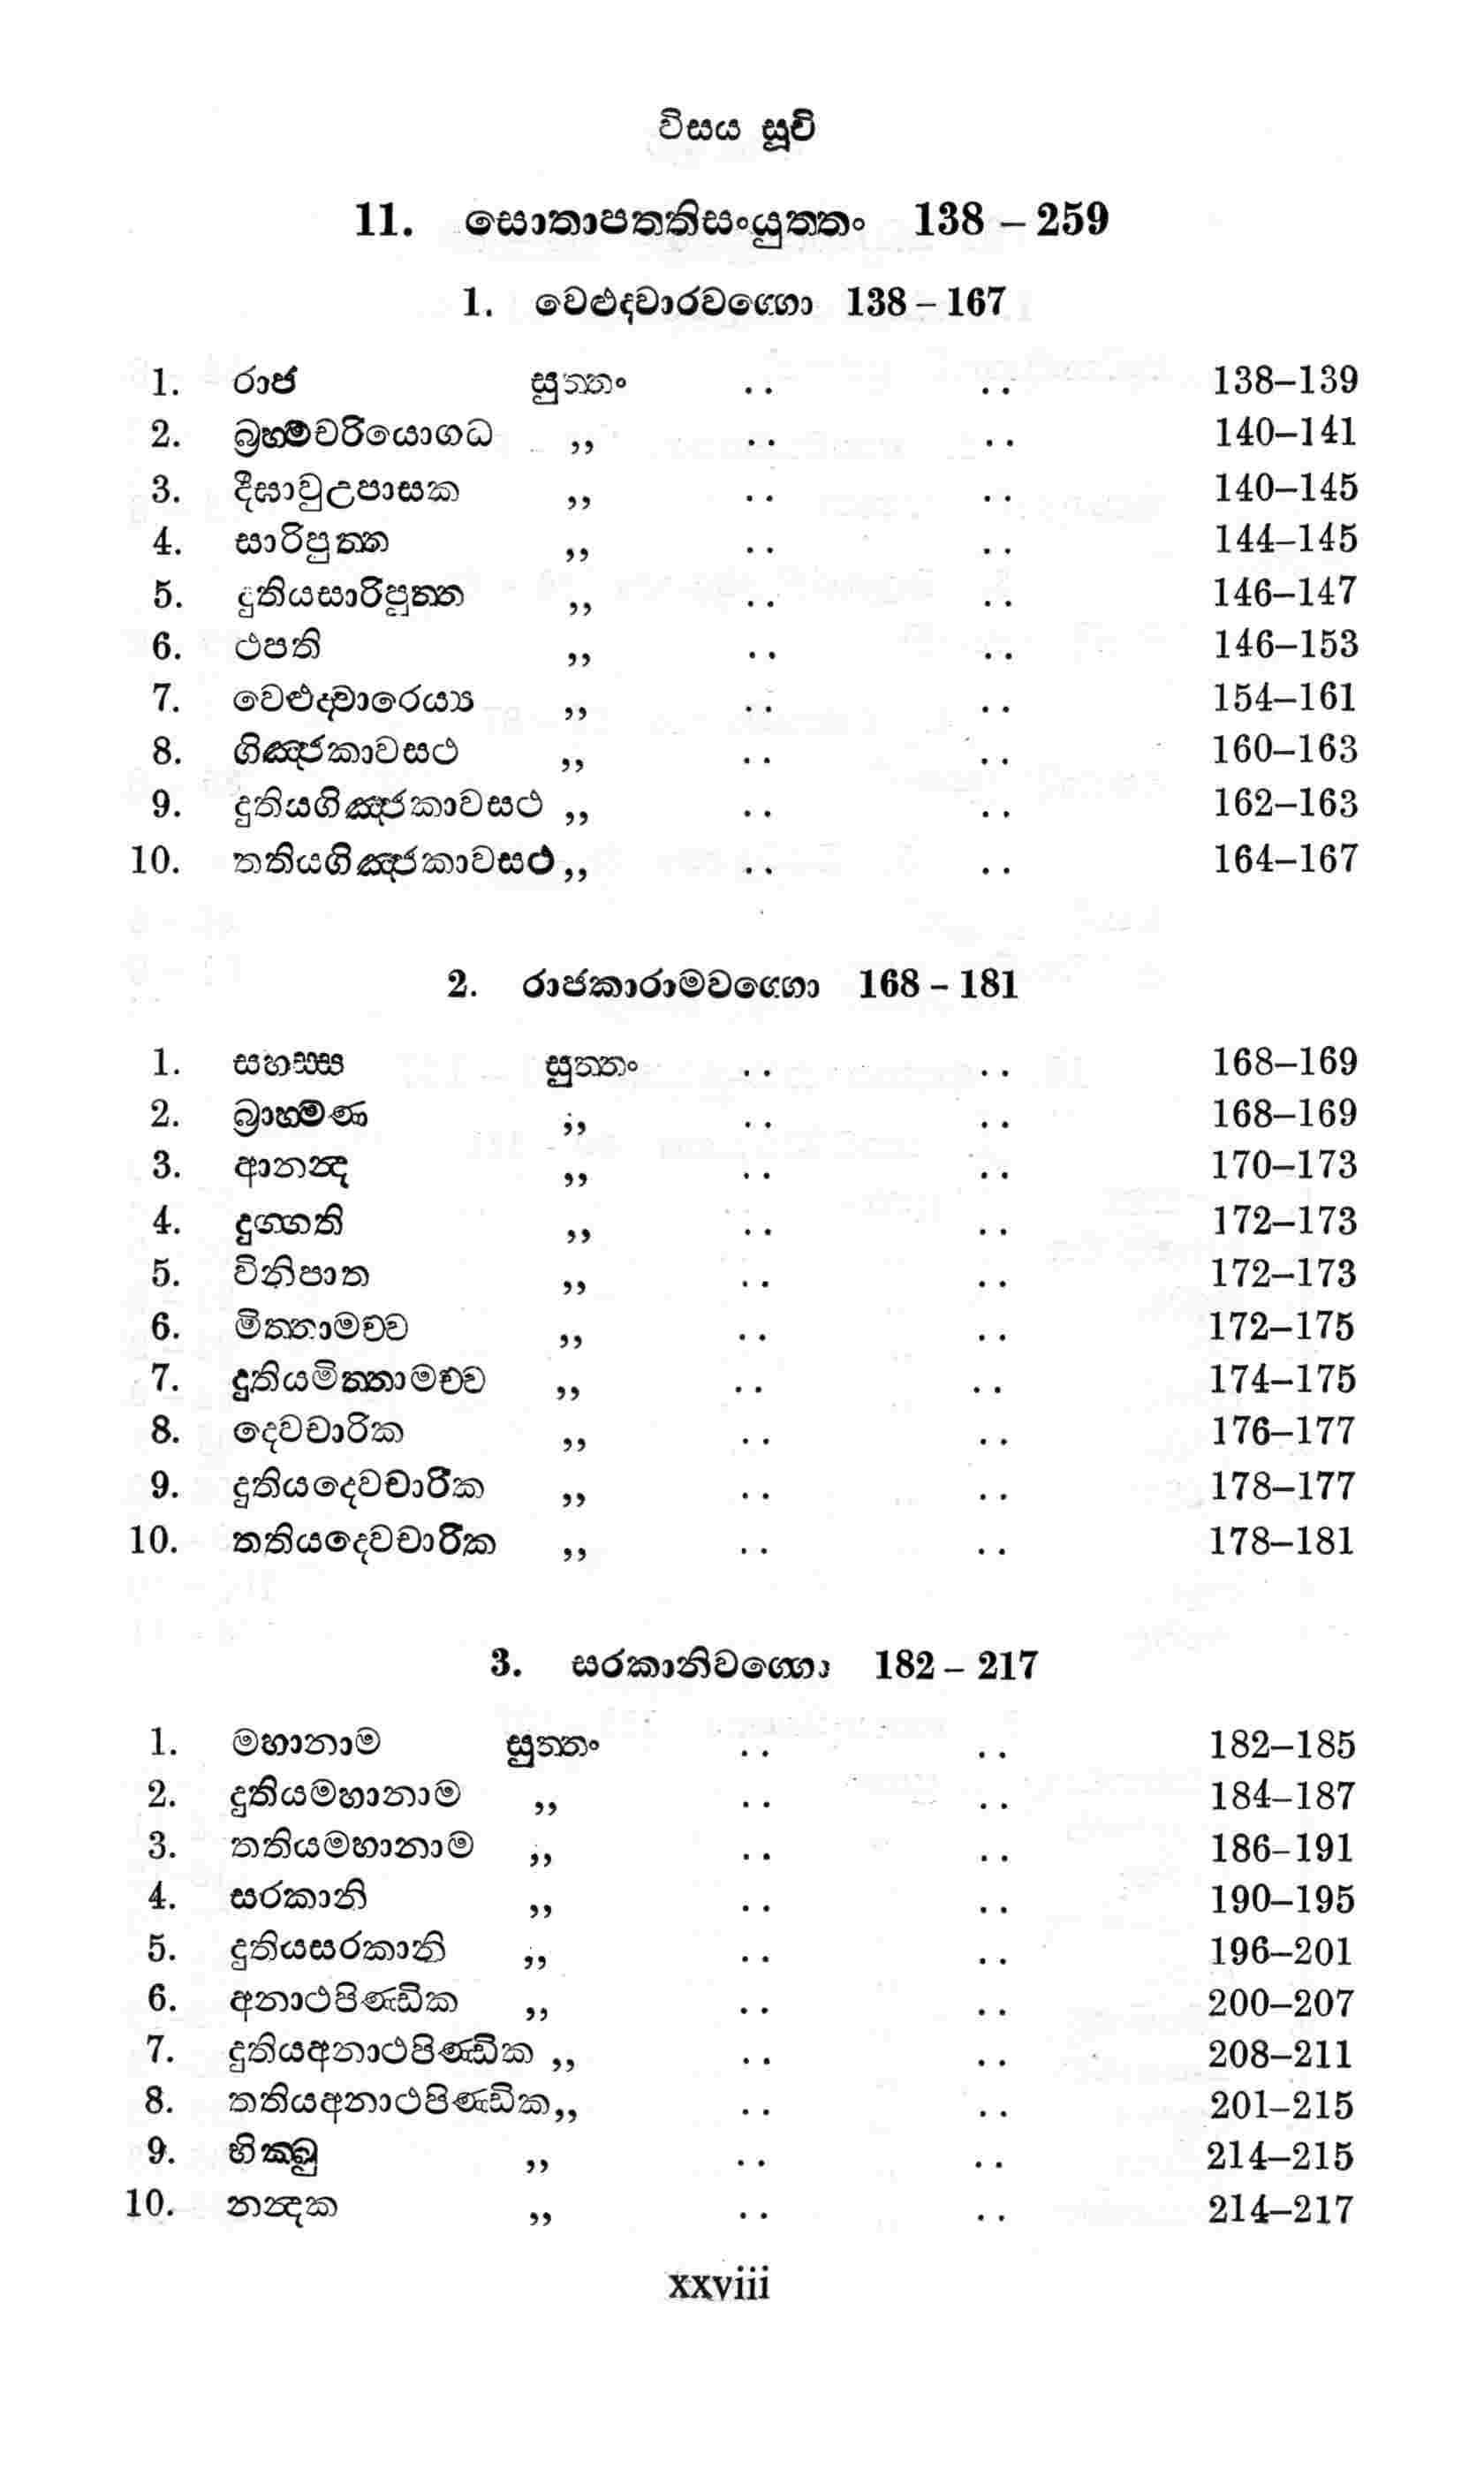 විසය සූචි
11. සොතාපත්තිසංයුත්තං 138 – 259
1. වෙළුද්වාරවග්ගො 138 – 167
1. රාජ සුත්තං .. .. 138–139
2. බ්‍රහ්මචරියොගධ ,, .. .. 140–141
3. දීඝාවුඋපාසක ,, .. .. 140–145
4. සාරිපුත්ත ,, .. .. 144–145
5. දුතියසාරිපුත්ත ,, .. .. 146–147
6. ථපති ,, .. .. 146–153
7. වෙළුද්වාරෙය්‍ය ,, .. .. 154–161
8. ගිඤ්ජකාවසථ ,, .. .. 160–163
9. දුතියගිඤ්ජකාවසථ ,, .. .. 162–163
10. තතියගිඤ්ජකාවසථ ,, .. .. 164–167
2. රාජකාරාමවග්ගො 168 – 181
1. සහස්ස සුත්තං .. .. 168–169
2. බ්‍රාහ්මණ ,, .. .. 168–169
3. ආනන්ද ,, .. .. 170–173
4. දුග්ගති ,, .. .. 172–173
5. විනිපාත ,, .. .. 172–173
6. මිත්තාමච්ච ,, .. .. 172–175
7. දුතියමිත්තාමච්ච ,, .. .. 174–175
8. දෙවචාරික ,, .. .. 176–177
9. දුතියදෙවචාරික ,, .. .. 178–177
10. තතියදෙවචාරික ,, .. .. 178–181
3. සරකානිවග්ගො 182 – 217
1. මහානාම සුත්තං .. .. 182–185
2. දුතියමහානාම ,, .. .. 184–187
3. තතියමහානාම ,, .. .. 186–191
4. සරකානි ,, .. .. 190–195
5. දුතියසරකානි ,, .. .. 196–201
6. අනාථපිණ්ඩික ,, .. .. 200–207
7. දුතියඅනාථපිණ්ඩික ,, .. .. 208–211
8. තතියඅනාථපිණ්ඩික ,, .. .. 201–215
9. භික්ඛු ,, .. .. 214–215
10. නන්දක ,, .. .. 214–217
xxviii